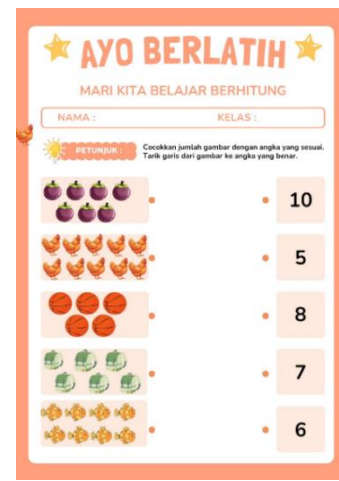 AYO BERLATIH
MARI KITA BELAJAR BERHITUNG
NAMA : KELAS :
PETUNJUK : Cocokkan jumlah gambar dengan angka yang sesuai.
Tarik garis dari gambar ke angka yang benar.
10
5
8
7
6